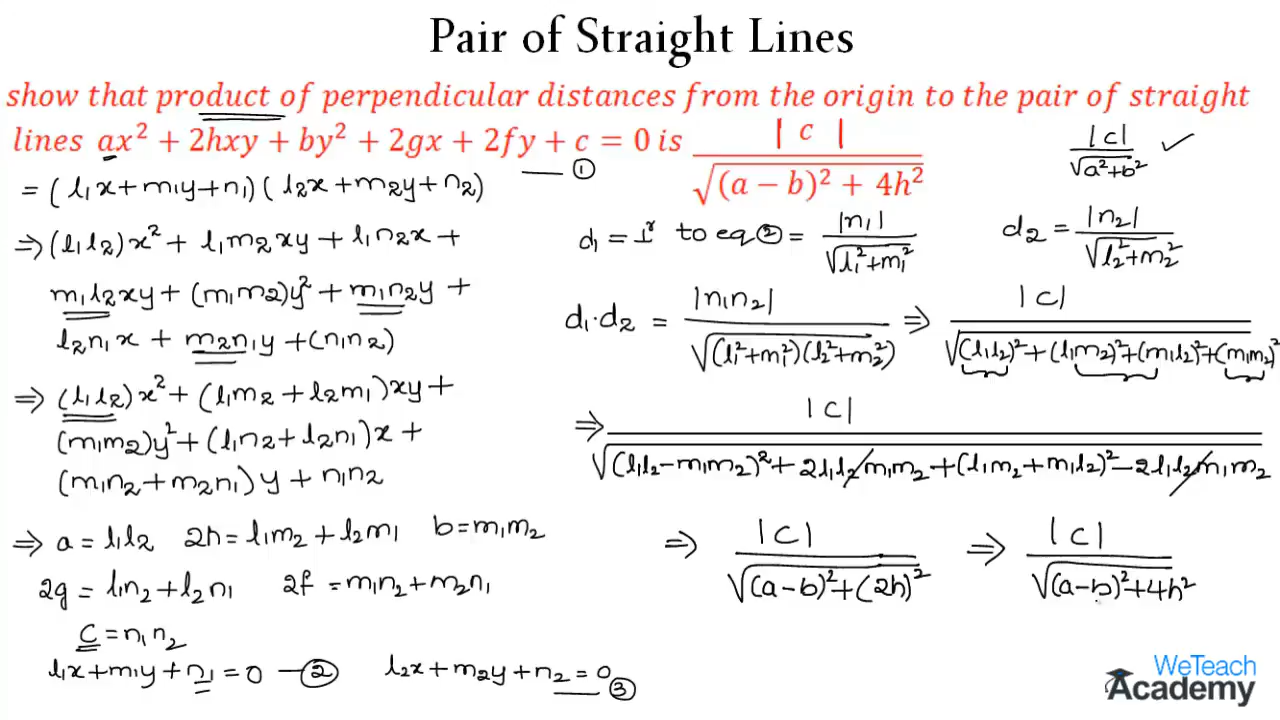 Pair of Straight Lines
show that product of perpendicular distances from the origin to the pair of straight
lines ax² + 2hxy + by² + 2gx + 2fy + c = 0 is |c| / √((a − b)² + 4h²)
— ①
|c| / √(a²+b²) ✓
= (l₁x+m₁y+n₁)(l₂x+m₂y+n₂)
⇒ (l₁l₂)x² + l₁m₂xy + l₁n₂x +
m₁l₂xy + (m₁m₂)y² + m₁n₂y +
l₂n₁x + m₂n₁y + (n₁n₂)
⇒ (l₁l₂)x² + (l₁m₂ + l₂m₁)xy +
(m₁m₂)y² + (l₁n₂ + l₂n₁)x +
(m₁n₂ + m₂n₁)y + n₁n₂
⇒ a = l₁l₂ 2h = l₁m₂ + l₂m₁ b = m₁m₂
2g = l₁n₂ + l₂n₁ 2f = m₁n₂ + m₂n₁
c = n₁n₂
l₁x + m₁y + n₁ = 0 — ② l₂x + m₂y + n₂ = 0 — ③
d₁ = ⊥ʳ to eq ② = |n₁| / √(l₁² + m₁²) d₂ = |n₂| / √(l₂² + m₂²)
d₁·d₂ = |n₁n₂| / √((l₁²+m₁²)(l₂²+m₂²)) ⇒ |c| / √((l₁l₂)² + (l₁m₂)² + (m₁l₂)² + (m₁m₂)²)
⇒ |c| / √((l₁l₂ − m₁m₂)² + 2l₁l₂m₁m₂ + (l₁m₂ + m₁l₂)² − 2l₁l₂m₁m₂)
⇒ |c| / √((a−b)² + (2h)²) ⇒ |c| / √((a−b)² + 4h²)
WeTeach
Academy